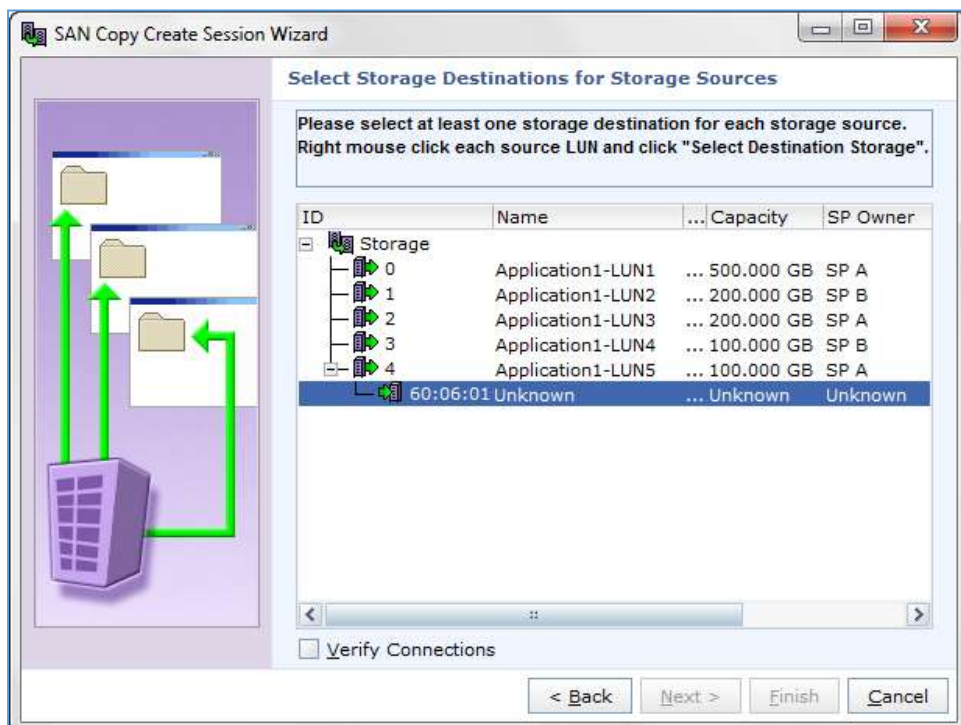 SAN Copy Create Session Wizard
Select Storage Destinations for Storage Sources
Please select at least one storage destination for each storage source.
Right mouse click each source LUN and click "Select Destination Storage".
ID Name ... Capacity SP Owner
Storage
0 Application1-LUN1 ... 500.000 GB SP A
1 Application1-LUN2 ... 200.000 GB SP B
2 Application1-LUN3 ... 200.000 GB SP A
3 Application1-LUN4 ... 100.000 GB SP B
4 Application1-LUN5 ... 100.000 GB SP A
60:06:01 Unknown ... Unknown Unknown
Verify Connections
< Back Next > Finish Cancel